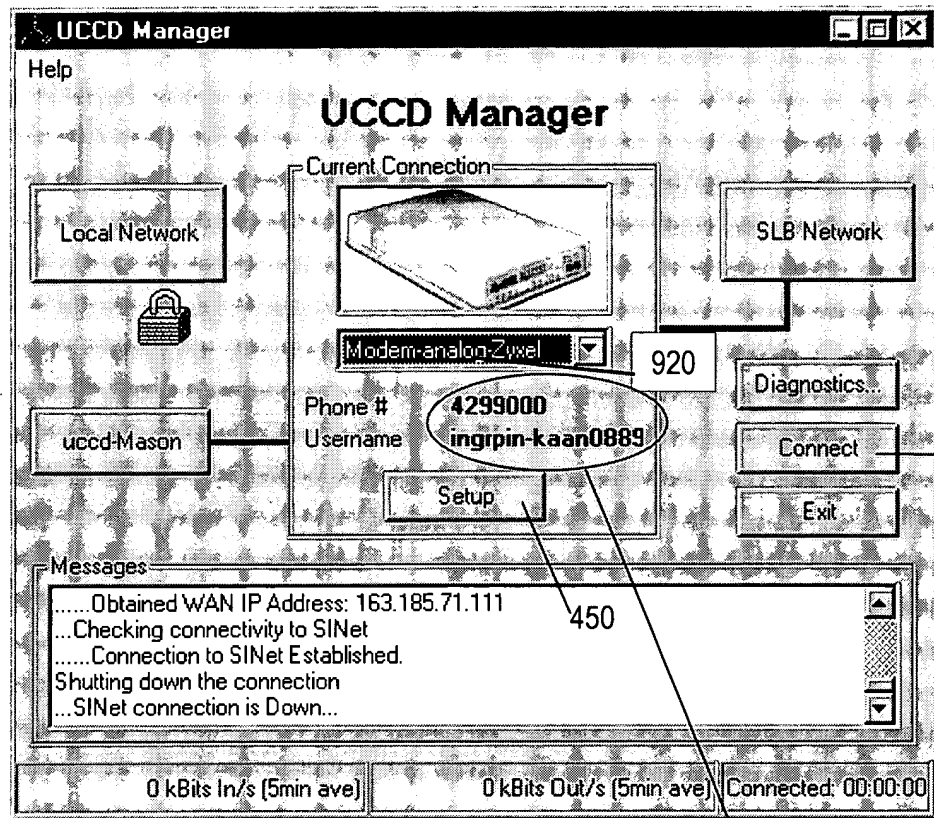 UCCD Manager
Help
UCCD Manager
Current Connection
Local Network
SLB Network
Modem-analog-Zyxel
920
Diagnostics...
Phone # 4299000
uccd-Mason
Username ingrpin-kaan0889
Connect
Setup
Exit
Messages
......Obtained WAN IP Address: 163.185.71.111
450
...Checking connectivity to SINet
......Connection to SINet Established.
Shutting down the connection
...SINet connection is Down...
0 kBits In/s (5min ave)
0 kBits Out/s (5min ave)
Connected: 00:00:00